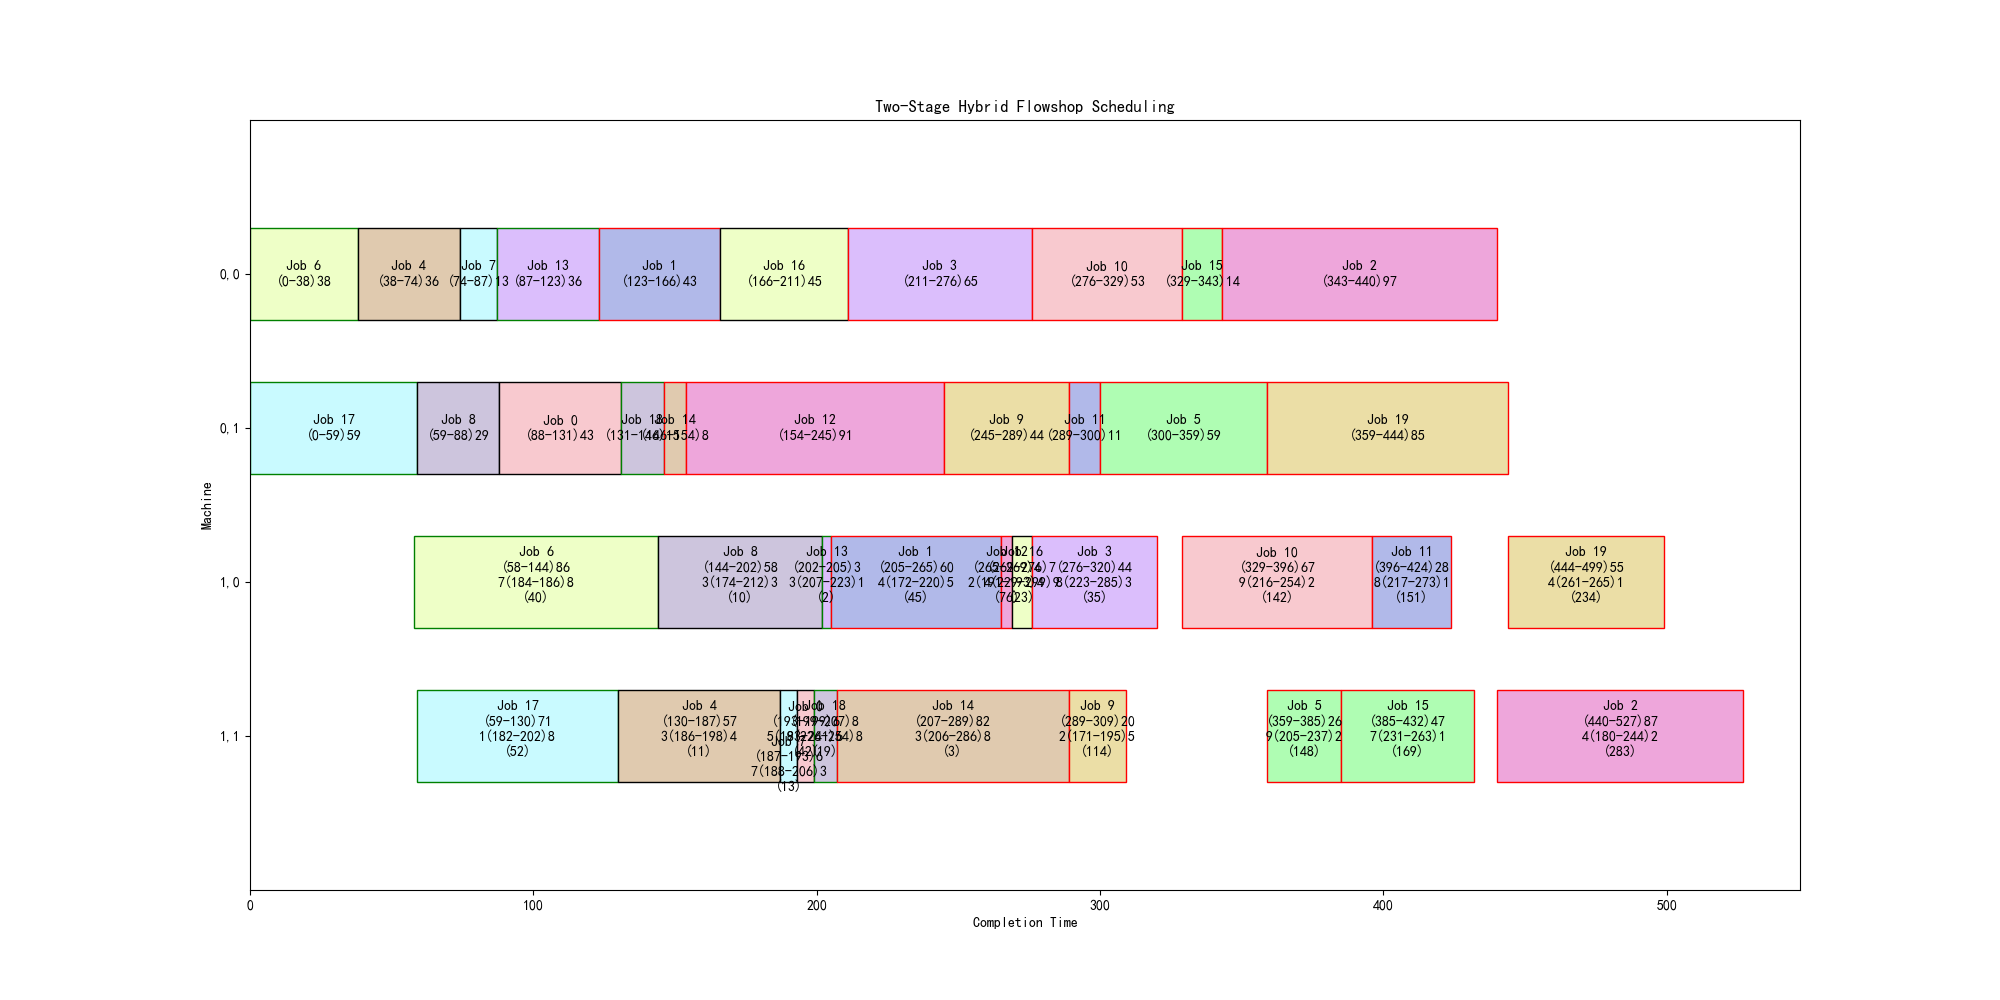 Two-Stage Hybrid Flowshop Scheduling
0,0
Job 6
(0-38)38
Job 4
(38-74)36
Job 7
(74-87)13
Job 13
(87-123)36
Job 1
(123-166)43
Job 16
(166-211)45
Job 3
(211-276)65
Job 10
(276-329)53
Job 15
(329-343)14
Job 2
(343-440)97
0,1
Job 17
(0-59)59
Job 8
(59-88)29
Job 0
(88-131)43
Job 18
Job 14
Job 12
(154-245)91
Job 9
(245-289)44
Job 11
(289-300)11
Job 5
(300-359)59
Job 19
(359-444)85
Machine
1,0
Job 6
(58-144)86
7(184-186)8
(40)
Job 8
(144-202)58
3(174-212)3
(10)
Job 13
(202-205)3
3(207-223)1
(2)
Job 1
(205-265)60
4(172-220)5
(45)
Job 3
(276-320)44
(223-285)3
(35)
Job 10
(329-396)67
9(216-254)2
(142)
Job 11
(396-424)28
8(217-273)1
(151)
Job 19
(444-499)55
4(261-265)1
(234)
1,1
Job 17
(59-130)71
1(182-202)8
(52)
Job 4
(130-187)57
3(186-198)4
(11)
(187-193)6
7(188-206)3
(13)
Job 18
Job 14
(207-289)82
3(206-286)8
(3)
Job 9
(289-309)20
2(171-195)5
(114)
Job 5
(359-385)26
9(205-237)2
(148)
Job 15
(385-432)47
7(231-263)1
(169)
Job 2
(440-527)87
4(180-244)2
(283)
0
100
200
300
400
500
Completion Time